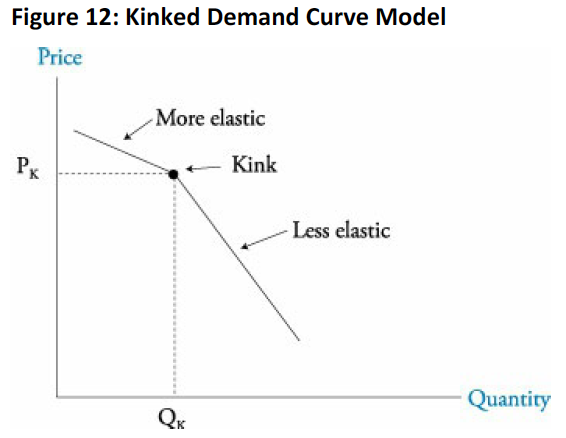 Figure 12: Kinked Demand Curve Model
Price
More elastic
PK
Kink
Less elastic
Quantity
QK